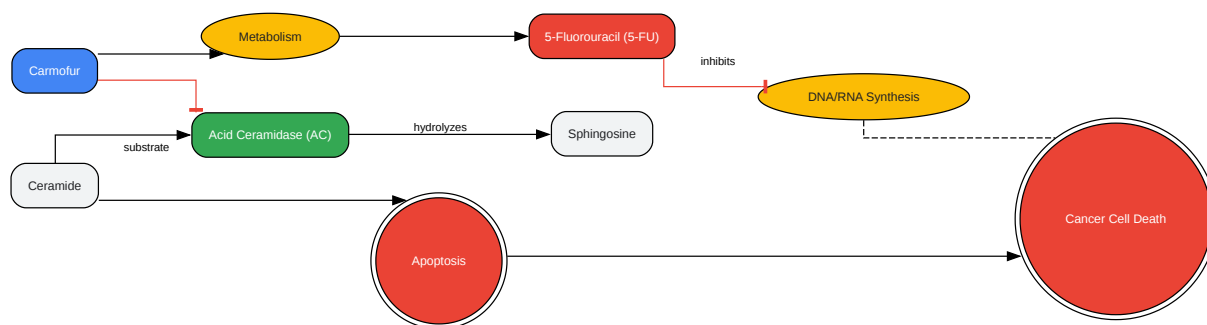 Metabolism
5-Fluorouracil (5-FU)
Carmofur
inhibits
DNA/RNA Synthesis
Acid Ceramidase (AC)
hydrolyzes
Sphingosine
substrate
Ceramide
Cancer Cell Death
Apoptosis